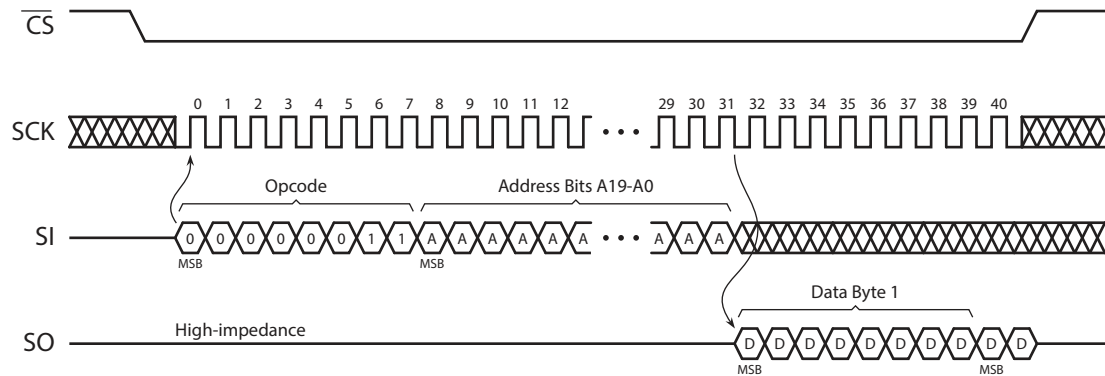 CS
0 1 2 3 4 5 6 7 8 9 10 11 12 29 30 31 32 33 34 35 36 37 38 39 40
SCK
Opcode Address Bits A19-A0
SI 0 0 0 0 0 0 1 1 A A A A A A A A A
MSB MSB
Data Byte 1
High-impedance
SO D D D D D D D D D D
MSB MSB